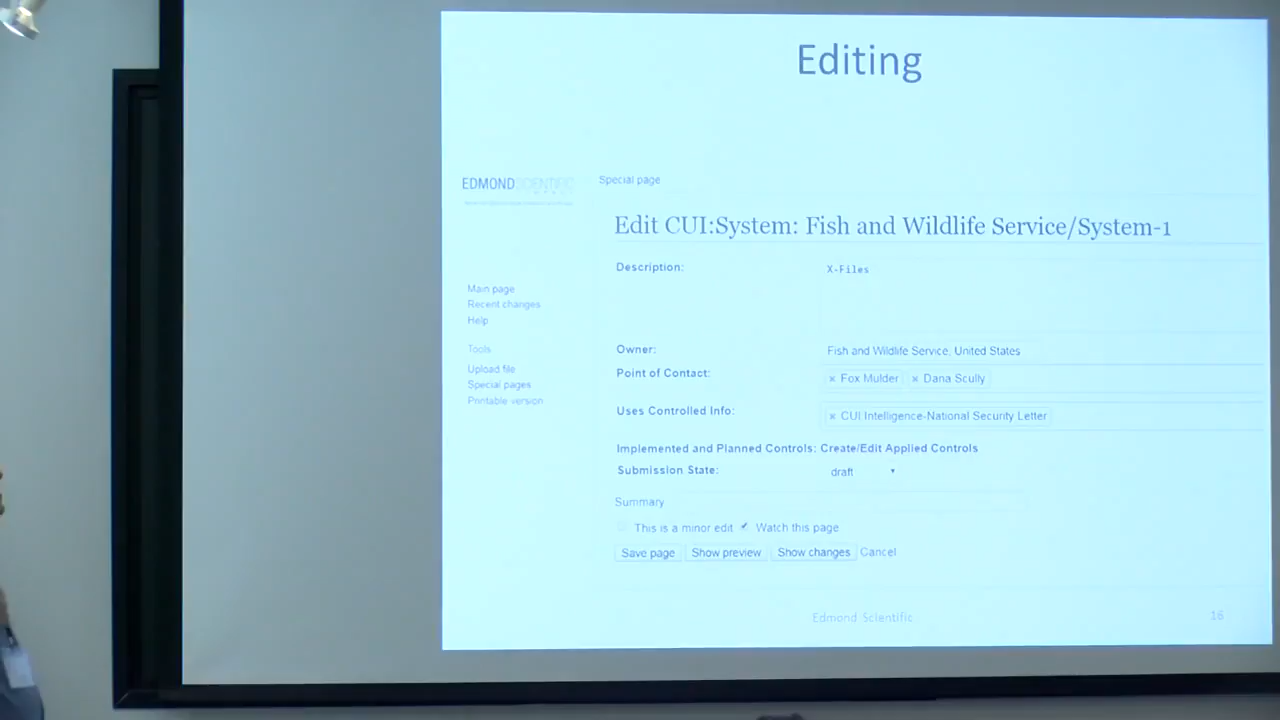 Editing
EDMONDSCIENTIFIC
Special page
Edit CUI:System: Fish and Wildlife Service/System-1
Description: X-Files
Main page
Recent changes
Help
Tools
Upload file
Special pages
Printable version
Owner: Fish and Wildlife Service, United States
Point of Contact: × Fox Mulder × Dana Scully
Uses Controlled Info: × CUI Intelligence-National Security Letter
Implemented and Planned Controls: Create/Edit Applied Controls
Submission State: draft
Summary
This is a minor edit Watch this page
Save page Show preview Show changes Cancel
Edmond Scientific 16